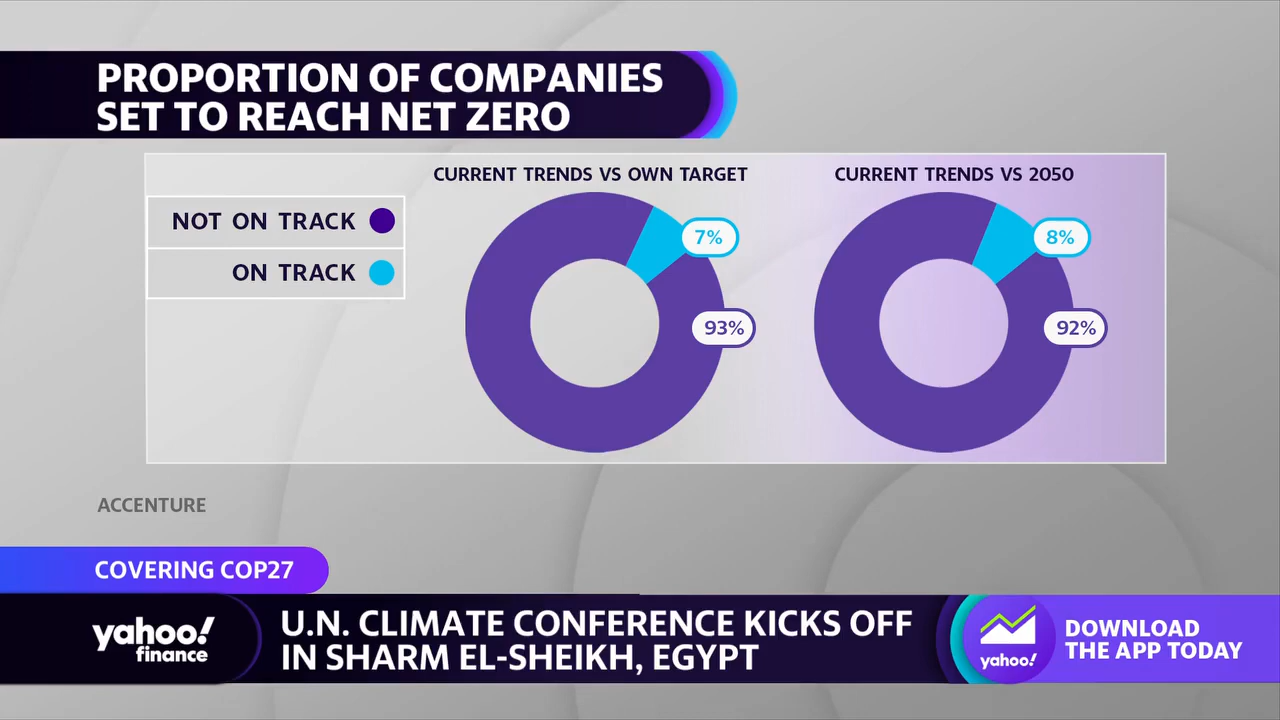 PROPORTION OF COMPANIES
SET TO REACH NET ZERO
CURRENT TRENDS VS OWN TARGET
CURRENT TRENDS VS 2050
NOT ON TRACK
ON TRACK
7%
93%
8%
92%
ACCENTURE
COVERING COP27
yahoo!
finance
U.N. CLIMATE CONFERENCE KICKS OFF
IN SHARM EL-SHEIKH, EGYPT
yahoo!
DOWNLOAD
THE APP TODAY